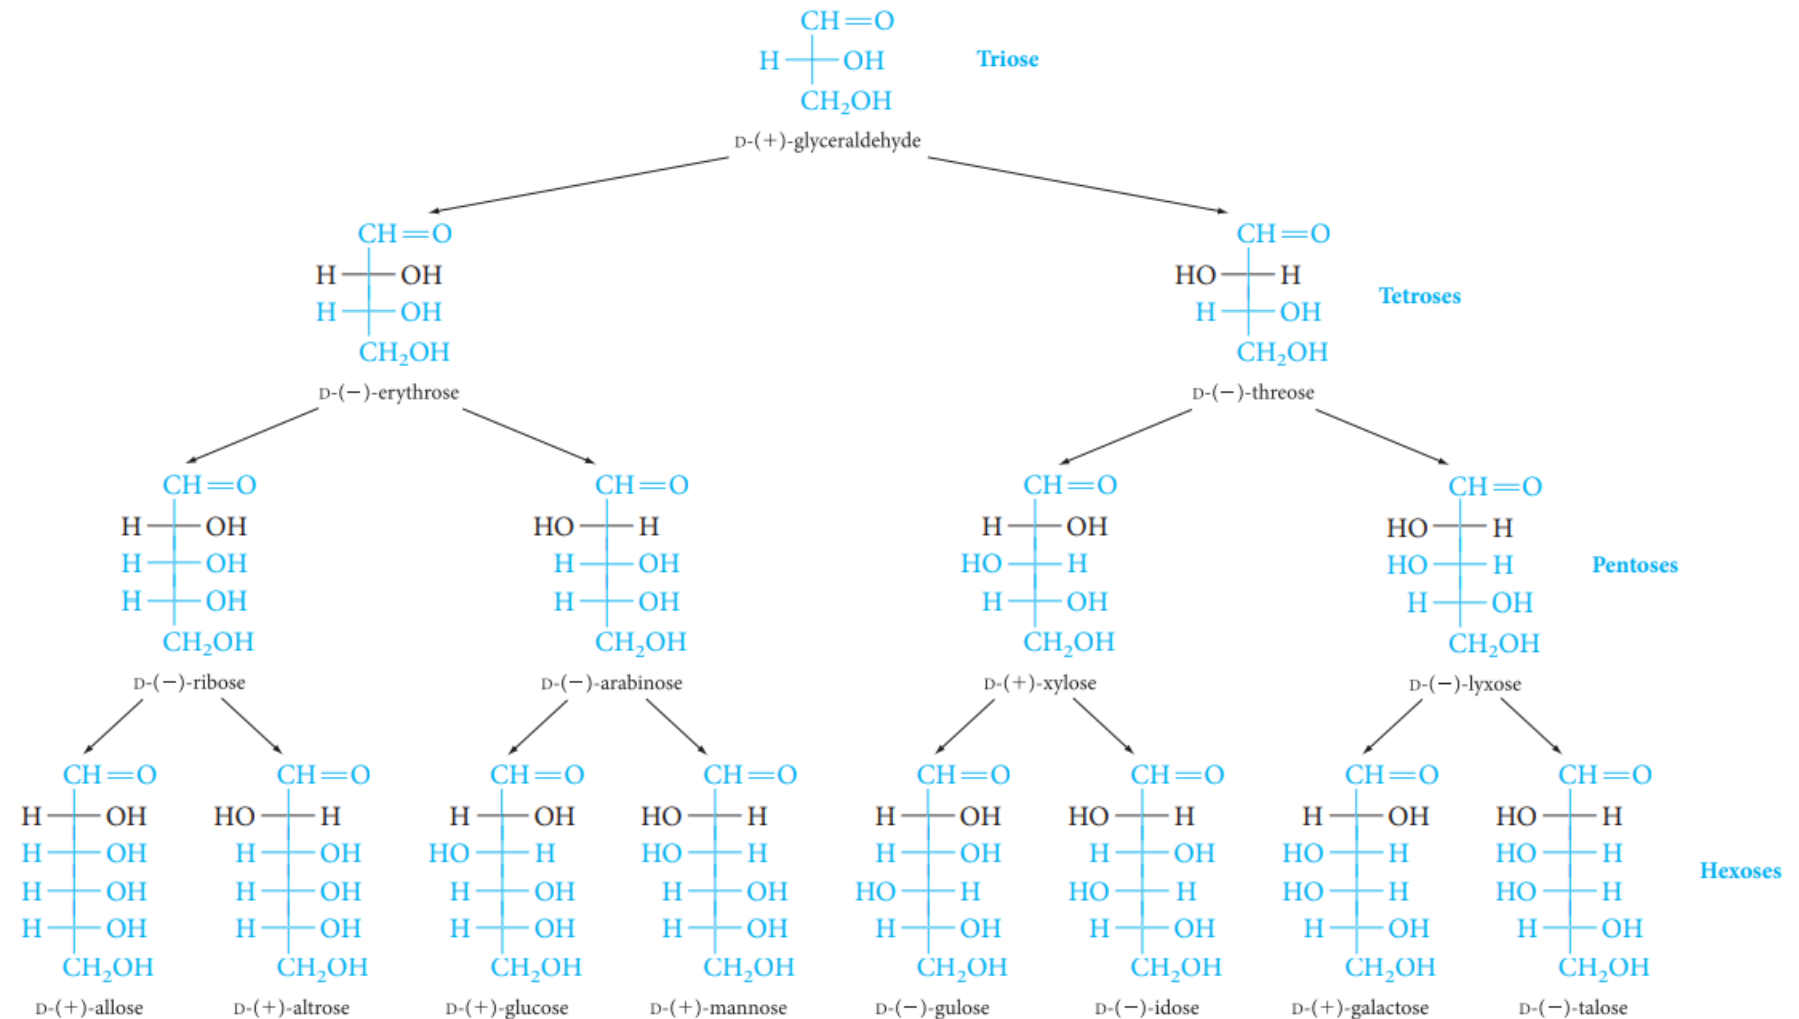 CH=O
H OH Triose
CH₂OH
D-(+)-glyceraldehyde
CH=O CH=O
H OH HO H
Tetroses
H OH H OH
CH₂OH CH₂OH
D-(−)-erythrose D-(−)-threose
CH=O CH=O CH=O CH=O
H OH HO H H OH HO H
H OH H OH HO H HO H Pentoses
H OH H OH H OH H OH
CH₂OH CH₂OH CH₂OH CH₂OH
D-(−)-ribose D-(−)-arabinose D-(+)-xylose D-(−)-lyxose
CH=O CH=O CH=O CH=O CH=O CH=O CH=O CH=O
H OH HO H H OH HO H H OH HO H H OH HO H
H OH H OH HO H HO H H OH H OH HO H HO H
Hexoses
H OH H OH H OH H OH HO H HO H HO H HO H
H OH H OH H OH H OH H OH H OH H OH H OH
CH₂OH CH₂OH CH₂OH CH₂OH CH₂OH CH₂OH CH₂OH CH₂OH
D-(+)-allose D-(+)-altrose D-(+)-glucose D-(+)-mannose D-(−)-gulose D-(−)-idose D-(+)-galactose D-(−)-talose